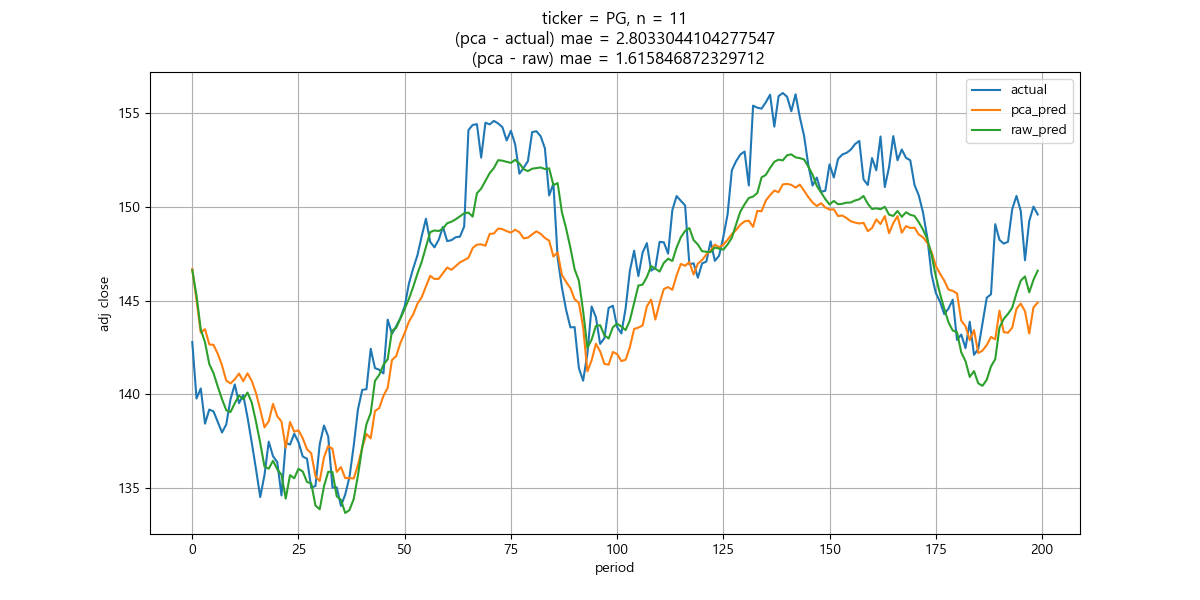 ticker = PG, n = 11
(pca - actual) mae = 2.8033044104277547
(pca - raw) mae = 1.615846872329712
actual
pca_pred
raw_pred
155
150
145
140
135
adj close
0 25 50 75 100 125 150 175 200
period